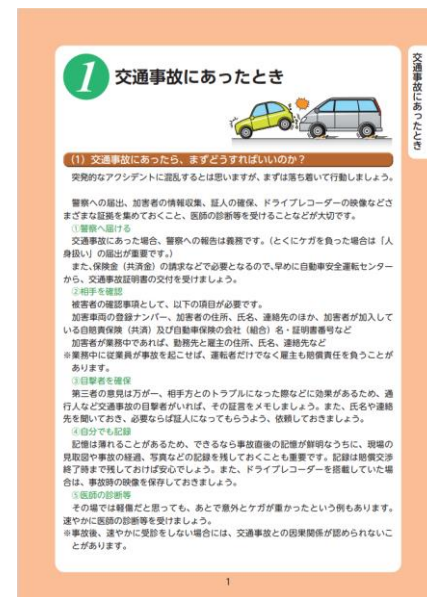 1
交通事故にあったとき
交通事故にあったとき
(1)交通事故にあったら、まずどうすればいいのか?
突発的なアクシデントに混乱するとは思いますが、まずは落ち着いて行動しましょう。
警察への届出、加害者の情報収集、証人の確保、ドライブレコーダーの映像などさ
まざまな証拠を集めておくこと、医師の診断等を受けることなどが大切です。
①警察へ届ける
交通事故にあった場合、警察への報告は義務です。(とくにケガを負った場合は「人
身扱い」の届出が重要です。)
また、保険金(共済金)の請求などで必要となるので、早めに自動車安全運転センター
から、交通事故証明書の交付を受けましょう。
②相手を確認
被害者の確認事項として、以下の項目が必要です。
加害車両の登録ナンバー、加害者の住所、氏名、連絡先のほか、加害者が加入して
いる自賠責保険(共済)及び自動車保険の会社(組合)名・証明書番号など
加害者が業務中であれば、勤務先と雇主の住所、氏名、連絡先など
※業務中に従業員が事故を起こせば、運転者だけでなく雇主も賠償責任を負うことが
あります。
③目撃者を確保
第三者の意見は万が一、相手方とのトラブルになった際などに効果があるため、通
行人など交通事故の目撃者がいれば、その証言をメモしましょう。また、氏名や連絡
先を聞いておき、必要ならば証人になってもらうよう、依頼しておきましょう。
④自分でも記録
記憶は薄れることがあるため、できるなら事故直後の記憶が鮮明なうちに、現場の
見取図や事故の経過、写真などの記録を残しておくことも重要です。記録は賠償交渉
終了時まで残しておけば安心でしょう。また、ドライブレコーダーを搭載していた場
合は、事故時の映像を保存しておきましょう。
⑤医師の診断等
その場では軽傷だと思っても、あとで意外とケガが重かったという例もあります。
速やかに医師の診断等を受けましょう。
※事故後、速やかに受診をしない場合には、交通事故との因果関係が認められないこ
とがあります。
1